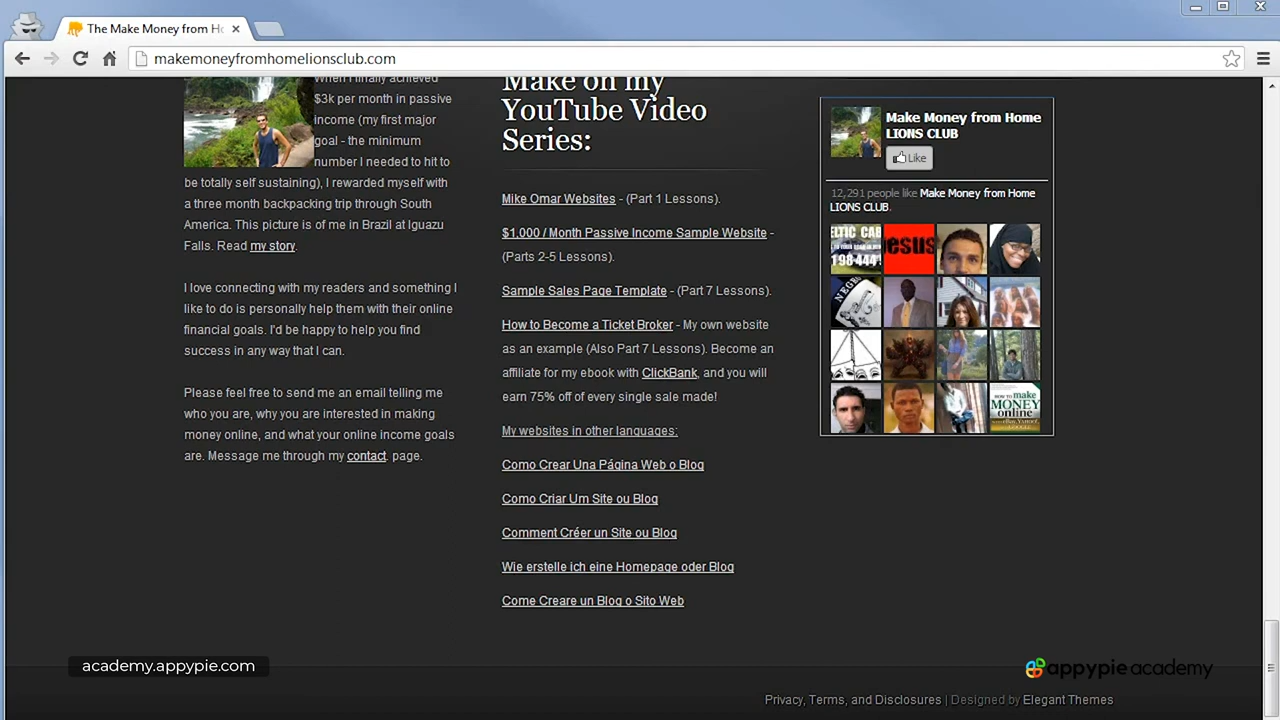 The Make Money from Ho
makemoneyfromhomelionsclub.com
When I finally achieved
$3k per month in passive
income (my first major
goal - the minimum
number I needed to hit to
be totally self sustaining), I rewarded myself with
a three month backpacking trip through South
America. This picture is of me in Brazil at Iguazu
Falls. Read my story.
I love connecting with my readers and something I
like to do is personally help them with their online
financial goals. I'd be happy to help you find
success in any way that I can.
Please feel free to send me an email telling me
who you are, why you are interested in making
money online, and what your online income goals
are. Message me through my contact. page.
Make on my
YouTube Video
Series:
Mike Omar Websites - (Part 1 Lessons).
$1,000 / Month Passive Income Sample Website -
(Parts 2-5 Lessons).
Sample Sales Page Template - (Part 7 Lessons).
How to Become a Ticket Broker - My own website
as an example (Also Part 7 Lessons). Become an
affiliate for my ebook with ClickBank, and you will
earn 75% off of every single sale made!
My websites in other languages:
Como Crear Una Página Web o Blog
Como Criar Um Site ou Blog
Comment Créer un Site ou Blog
Wie erstelle ich eine Homepage oder Blog
Come Creare un Blog o Sito Web
Make Money from Home
LIONS CLUB
Like
12,291 people like Make Money from Home
LIONS CLUB.
ELTIC CAB
1 98 444
esus
NEGRO
HOW TO make
MONEY
online
academy.appypie.com
appypie academy
Privacy, Terms, and Disclosures | Designed by Elegant Themes